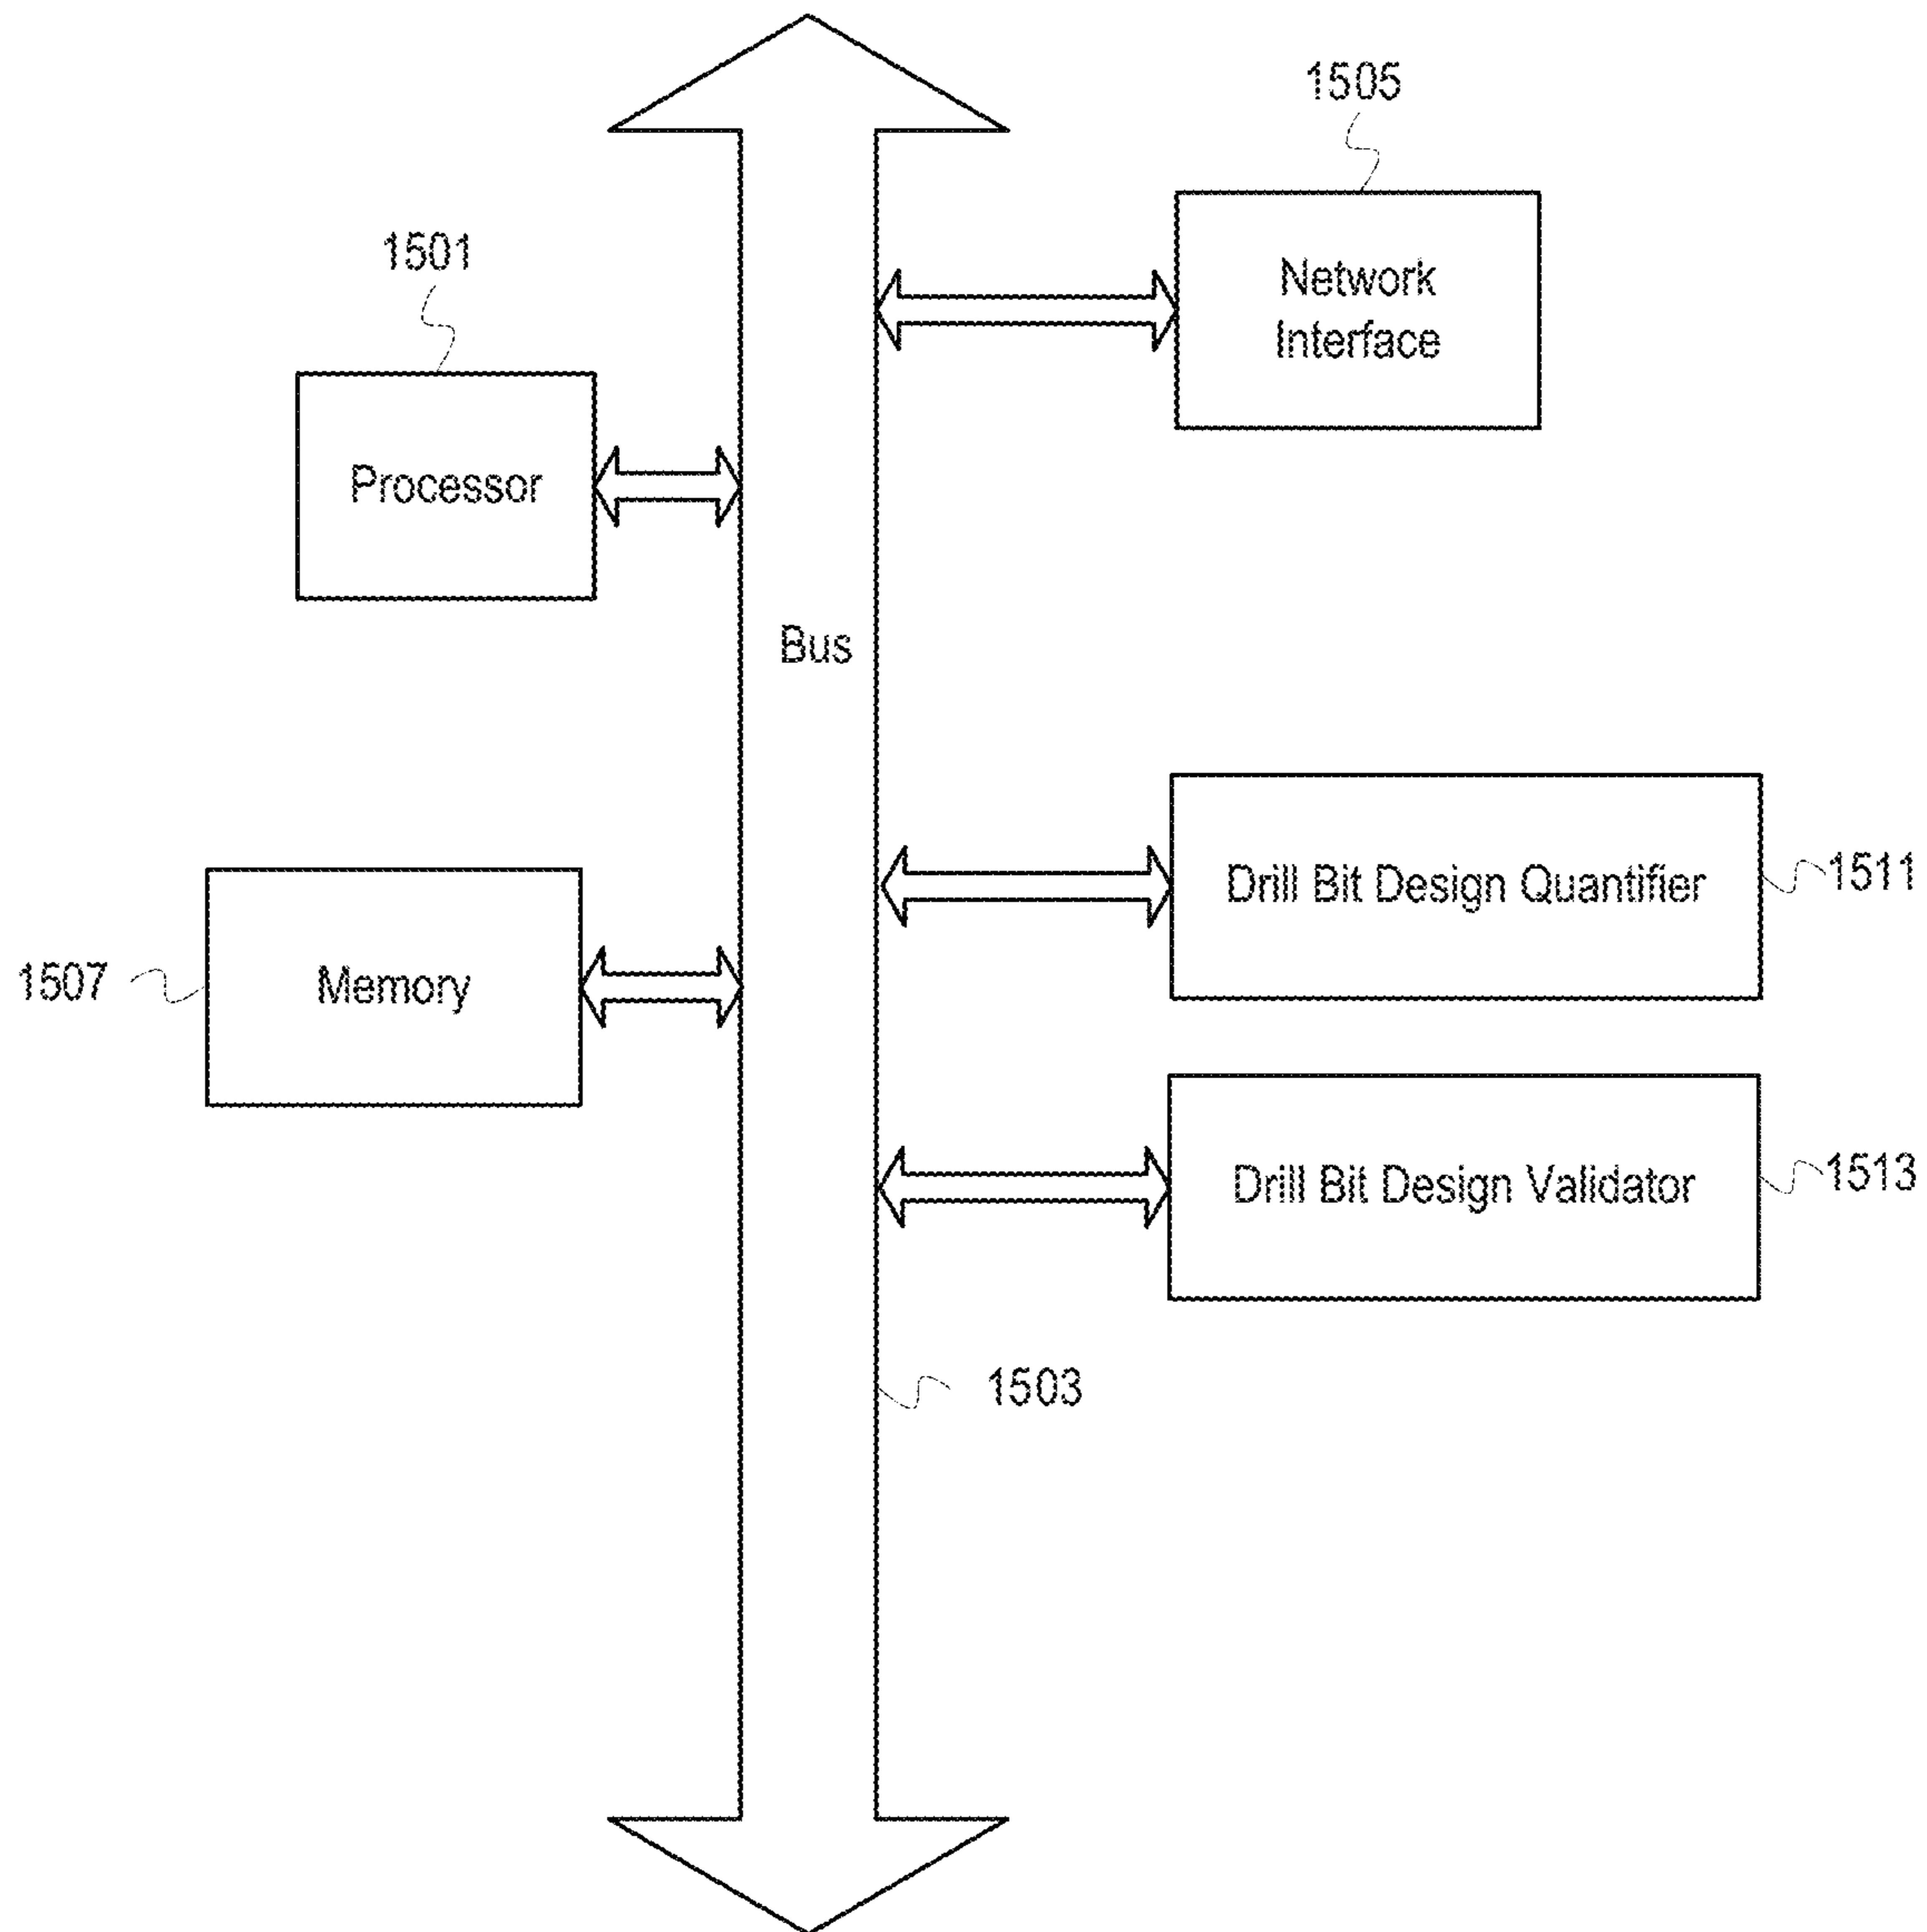 1505
Network
Interface
1501
Processor
Bus
Drill Bit Design Quantifier
1511
1507
Memory
Drill Bit Design Validator
1513
1503